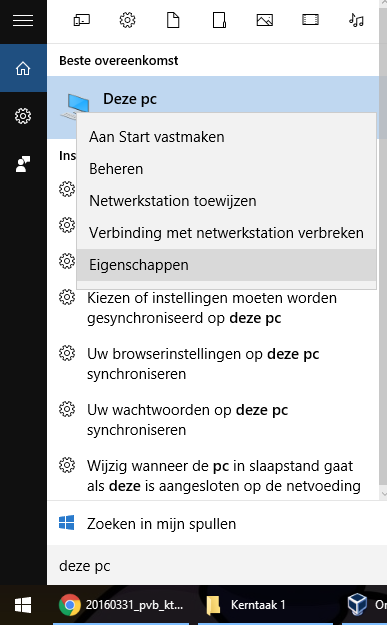 Beste overeenkomst
Deze pc
Aan Start vastmaken
Ins
Beheren
Netwerkstation toewijzen
Verbinding met netwerkstation verbreken
Eigenschappen
Kiezen of instellingen moeten worden
gesynchroniseerd op deze pc
Uw browserinstellingen op deze pc
synchroniseren
Uw wachtwoorden op deze pc
synchroniseren
Wijzig wanneer de pc in slaapstand gaat
als deze is aangesloten op de netvoeding
Zoeken in mijn spullen
deze pc
20160331_pvb_kt... Kerntaak 1 Or